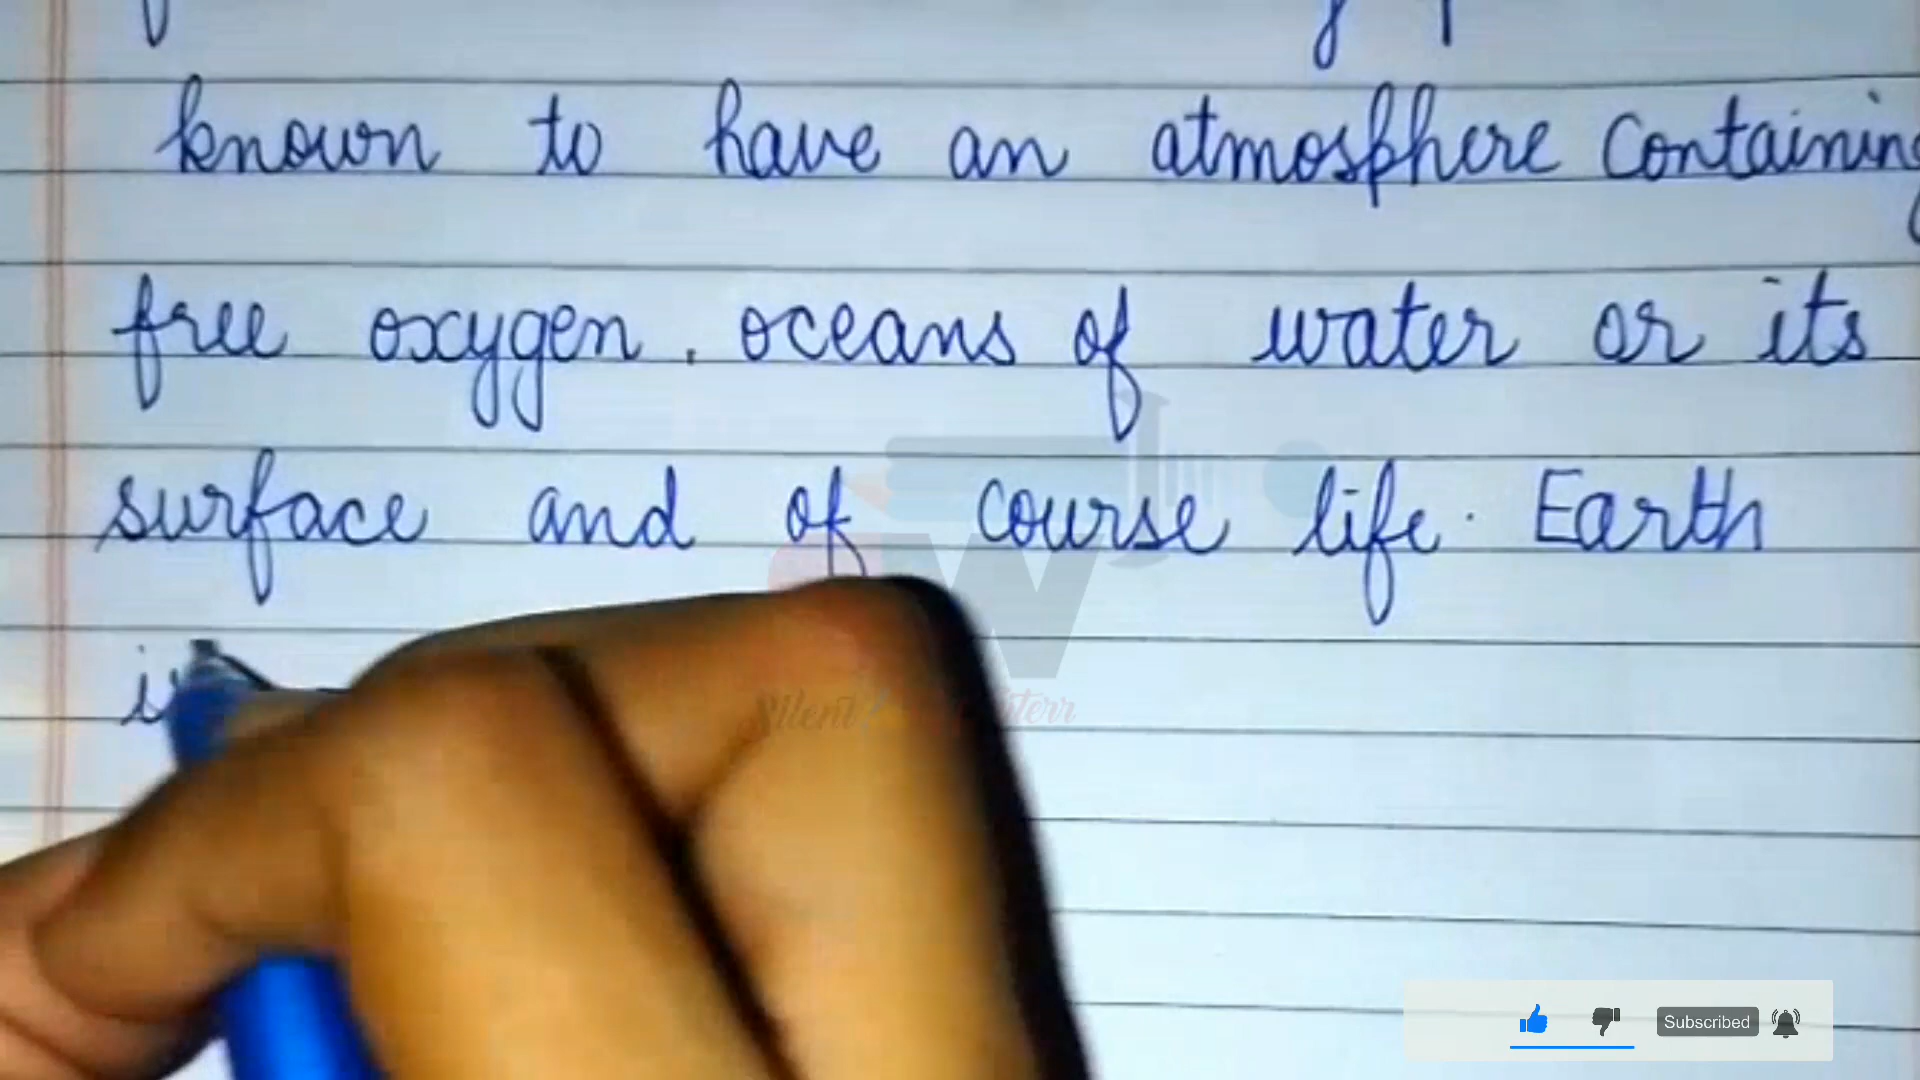 known to have an atmosphere Containing
free oxygen. oceans of water or its
surface and of course life. Earth
Subscribed